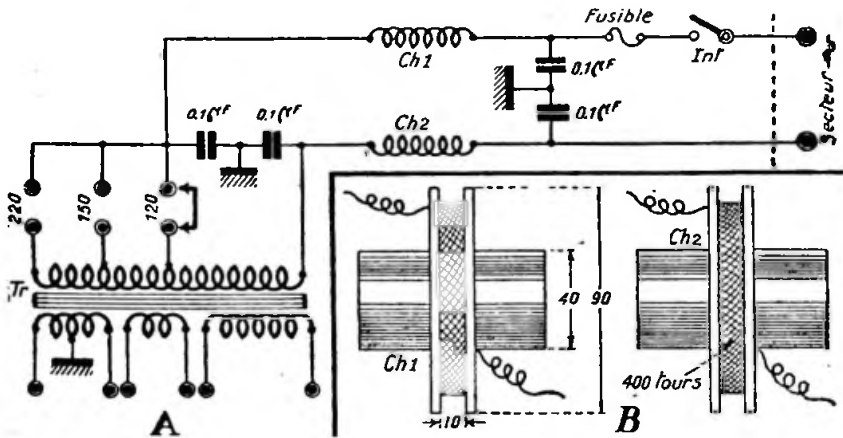 Fusible
Ch1
0.1µF
Int
Secteur
0.1µF
0.1µF
0.1µF
Ch2
220
150
120
Tr
A
Ch1
10
40
90
B
Ch2
400 tours